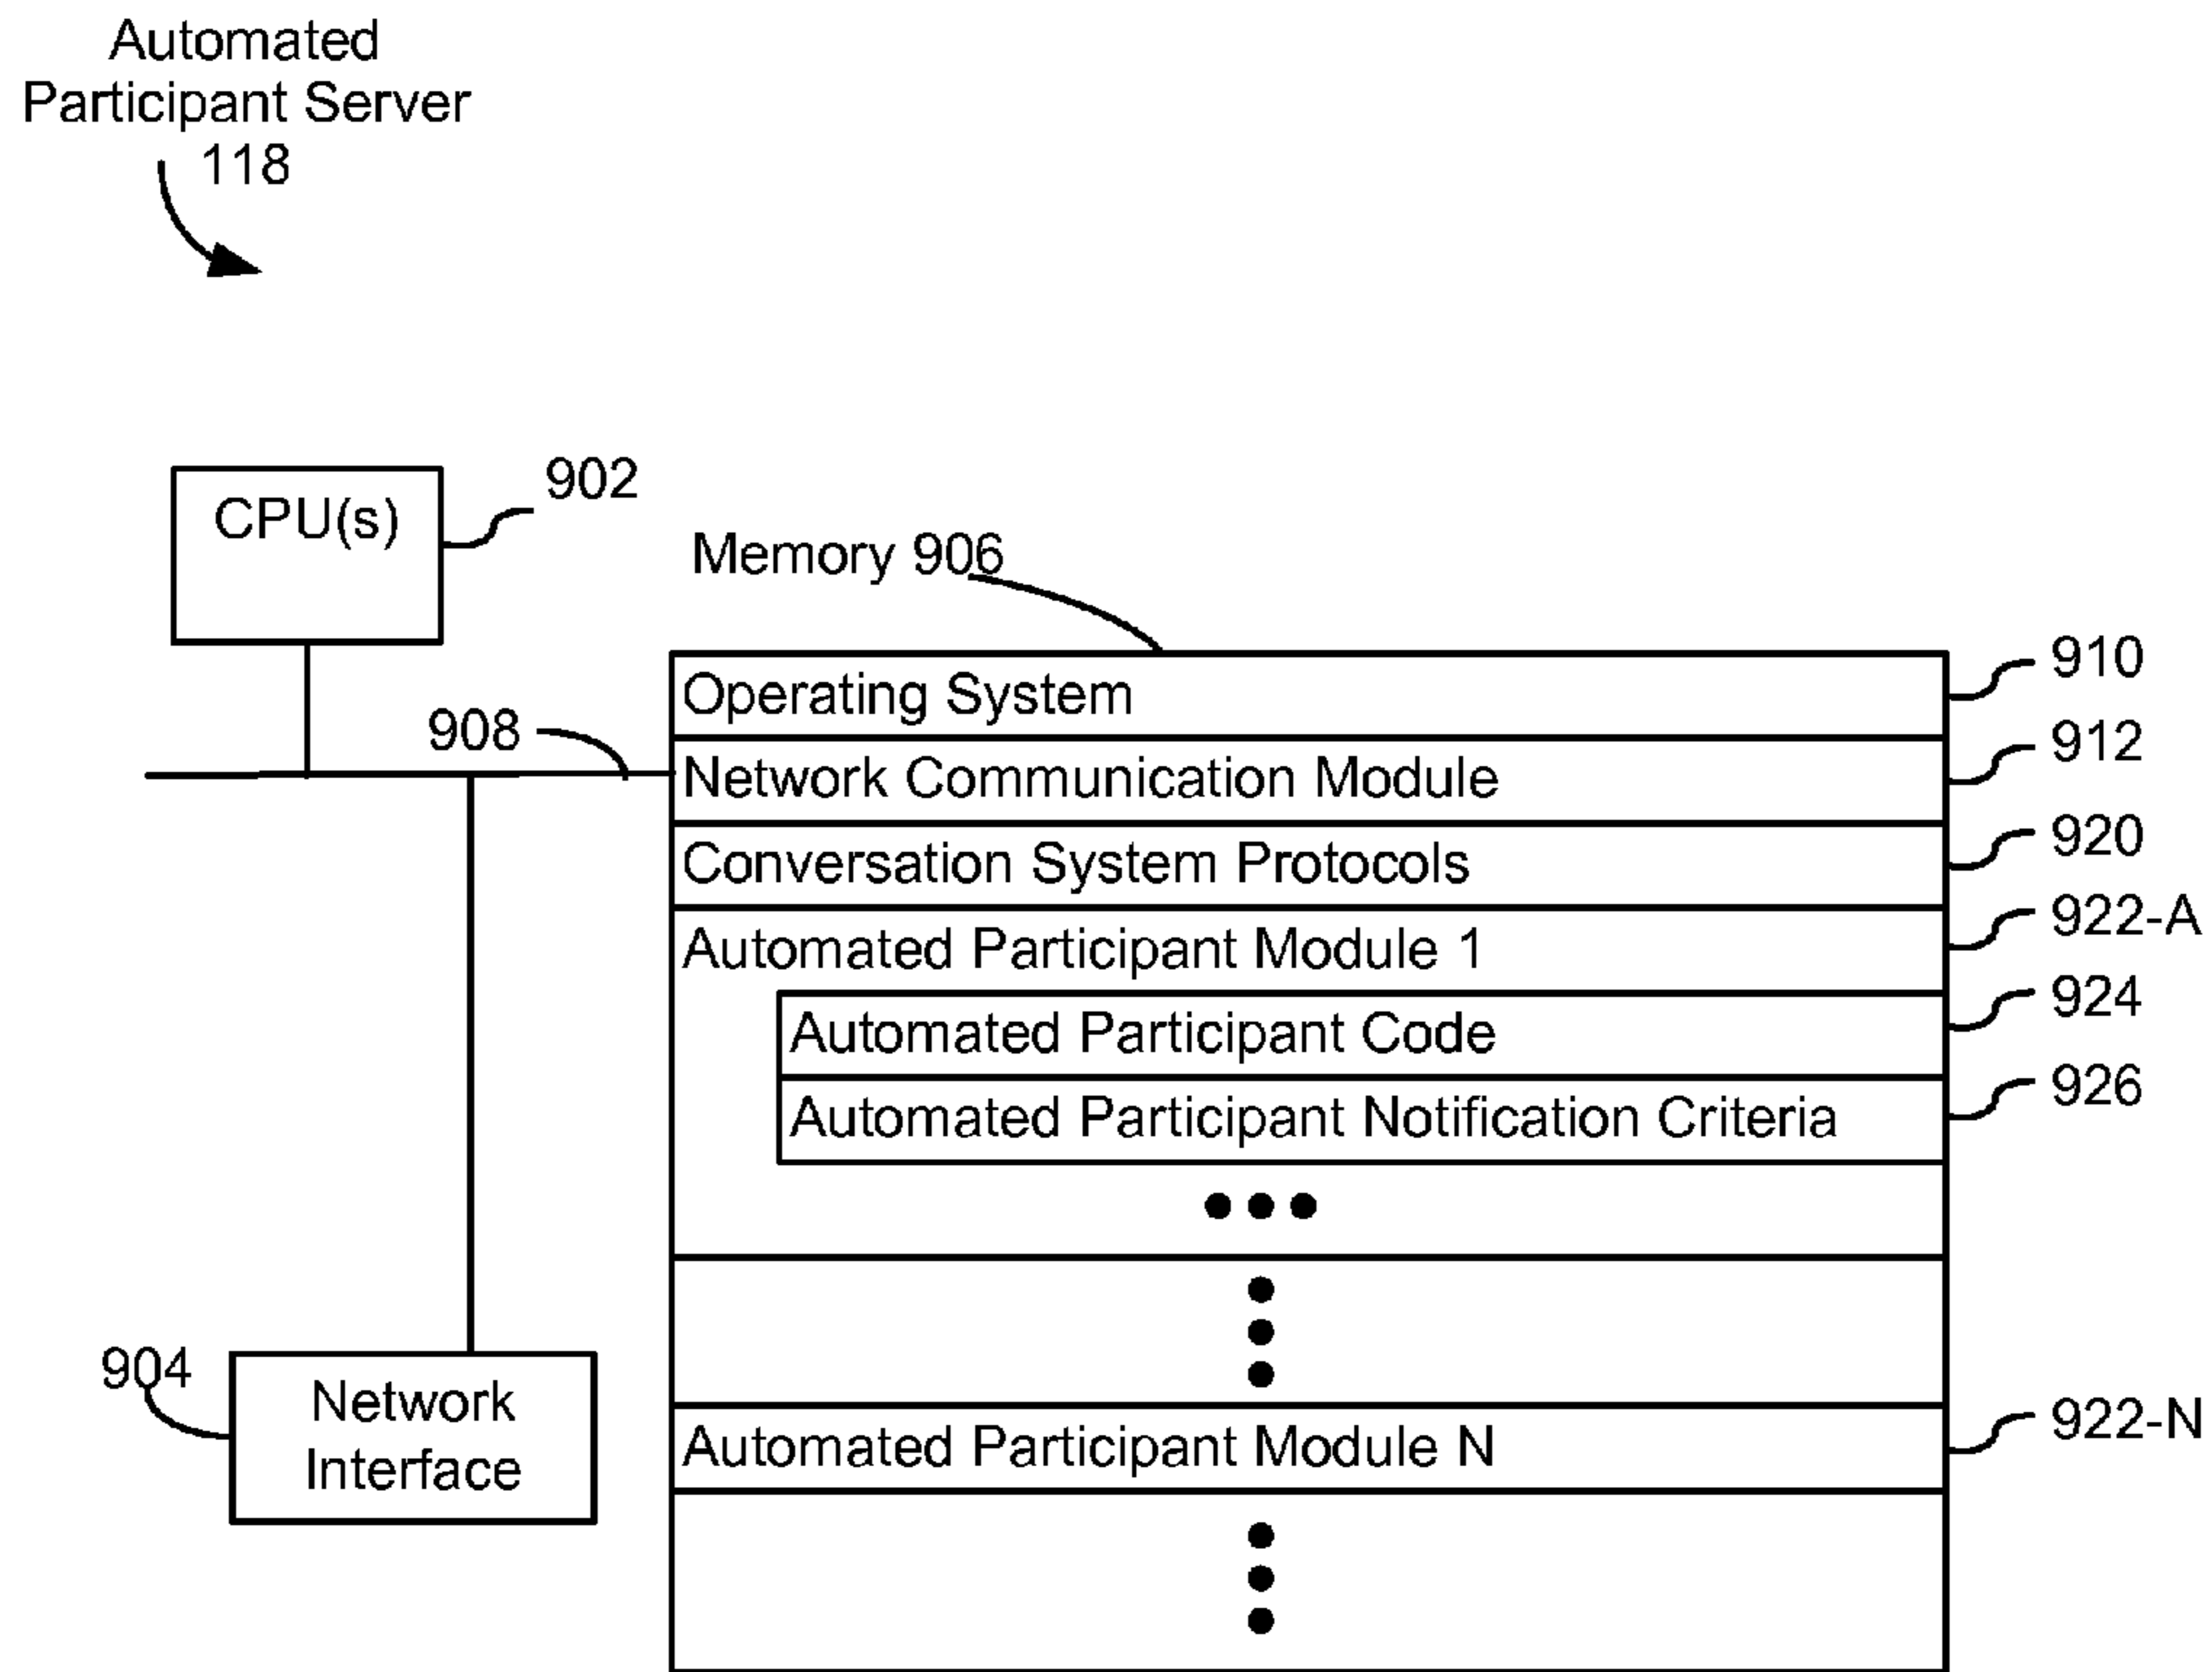 Automated
Participant Server
118
CPU(s)
902
Memory 906
908
Operating System
910
Network Communication Module
912
Conversation System Protocols
920
Automated Participant Module 1
922-A
Automated Participant Code
924
Automated Participant Notification Criteria
926
904
Network
Interface
Automated Participant Module N
922-N